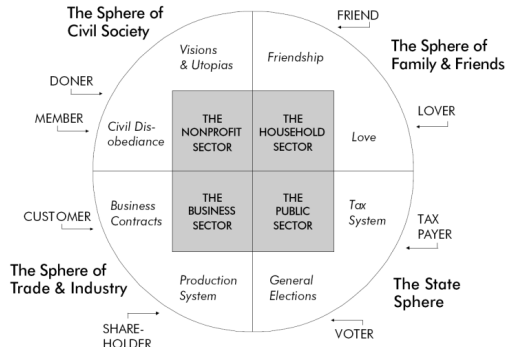 The Sphere of
Civil Society
FRIEND
Visions
& Utopias
Friendship
The Sphere of
Family & Friends
DONER
MEMBER
Civil Dis-
obediance
THE
NONPROFIT
SECTOR
THE
HOUSEHOLD
SECTOR
Love
LOVER
CUSTOMER
Business
Contracts
THE
BUSINESS
SECTOR
THE
PUBLIC
SECTOR
Tax
System
TAX
PAYER
The Sphere of
Trade & Industry
Production
System
General
Elections
The State
Sphere
SHARE-
HOLDER
VOTER